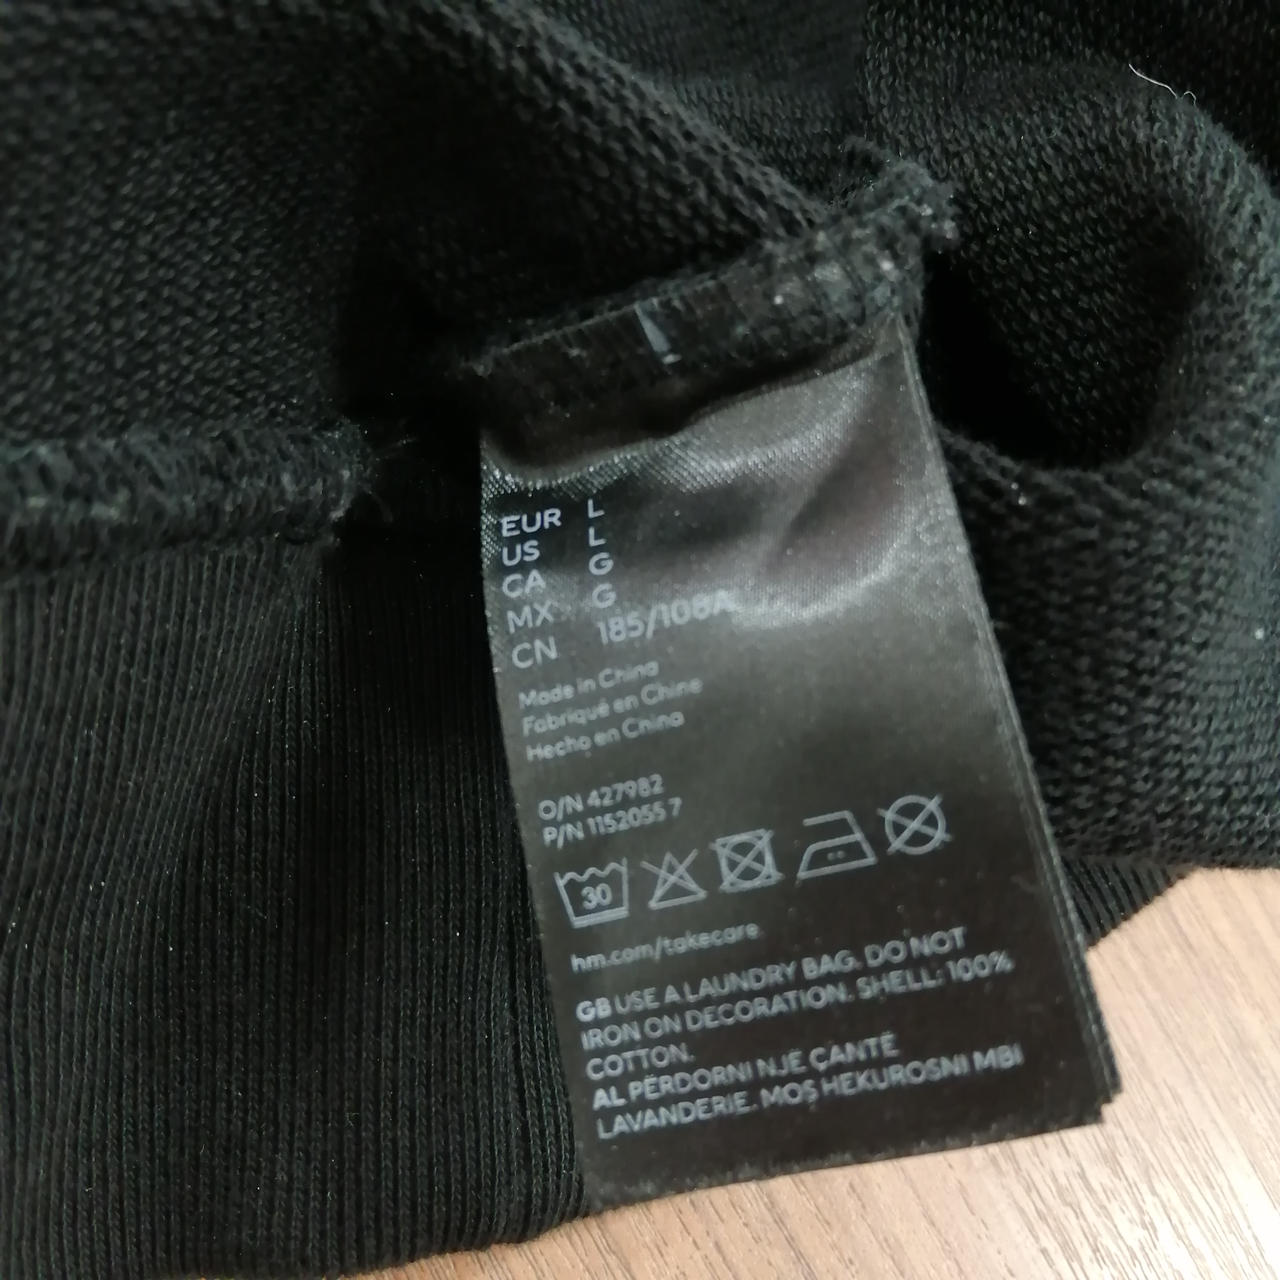 EUR L
US L
CA G
MX G
CN 185/108A
Made in China
Fabriqué en Chine
Hecho en China
O/N 427982
P/N 1152055 7
30
hm.com/takecare
GB USE A LAUNDRY BAG. DO NOT
IRON ON DECORATION. SHELL: 100%
COTTON.
AL PËRDORNI NJË ÇANTË
LAVANDERIE. MOS HEKUROSNI MBI